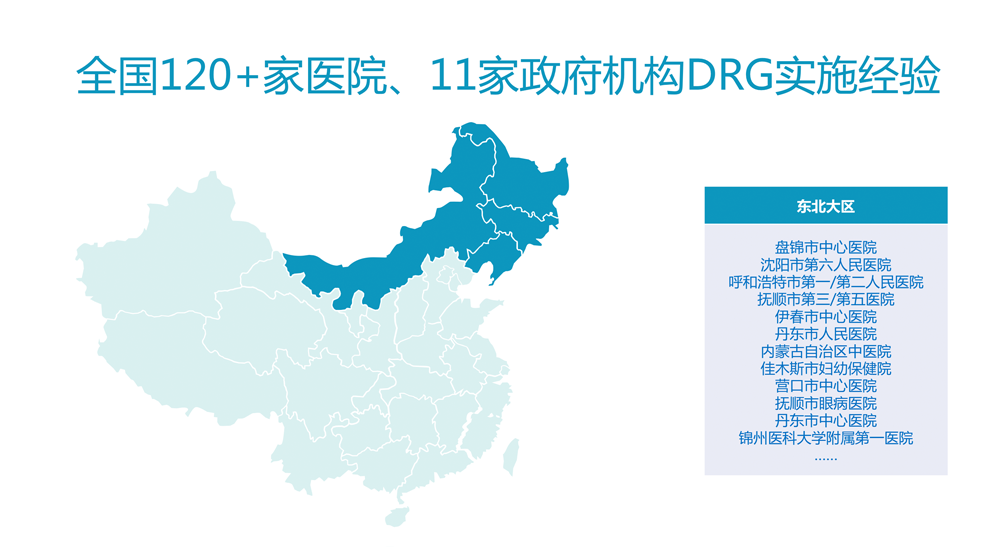 全国120+家医院、11家政府机构DRG实施经验
东北大区
盘锦市中心医院
沈阳市第六人民医院
呼和浩特市第一/第二人民医院
抚顺市第三/第五医院
伊春市中心医院
丹东市人民医院
内蒙古自治区中医院
佳木斯市妇幼保健院
营口市中心医院
抚顺市眼病医院
丹东市中心医院
锦州医科大学附属第一医院
......